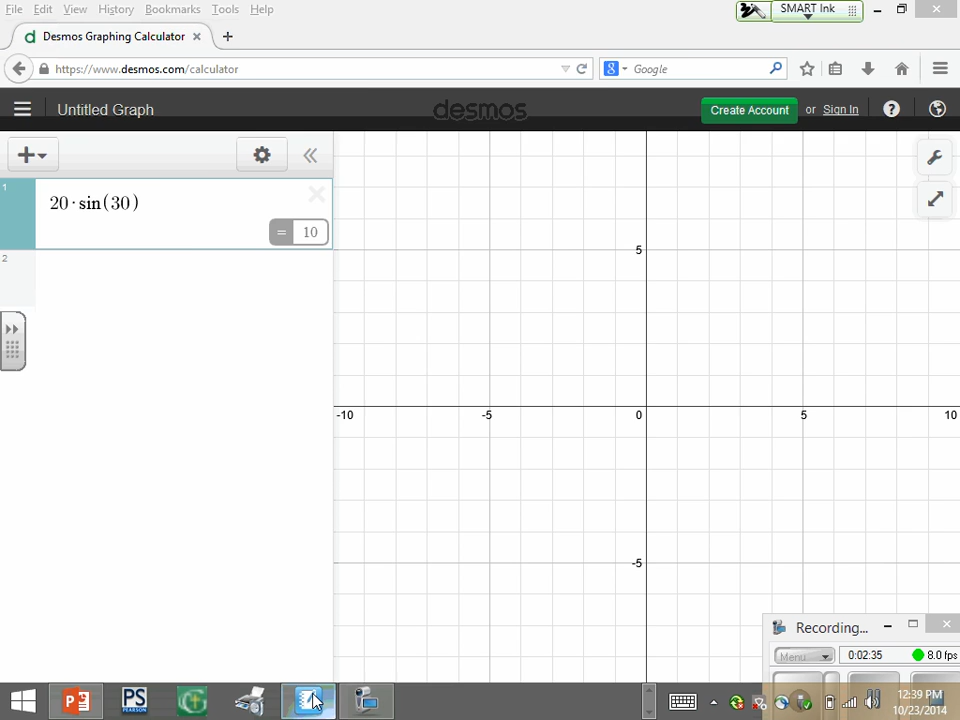 File Edit View History Bookmarks Tools Help
SMART Ink
d Desmos Graphing Calculator
https://www.desmos.com/calculator
8 Google
Untitled Graph
desmos
Create Account or Sign In ?
1
20 · sin(30)
= 10
2
5
-10 -5 0 5 10
-5
Recording...
Menu 0:02:35 8.0 fps
P PS PEARSON
12:39 PM
10/23/2014